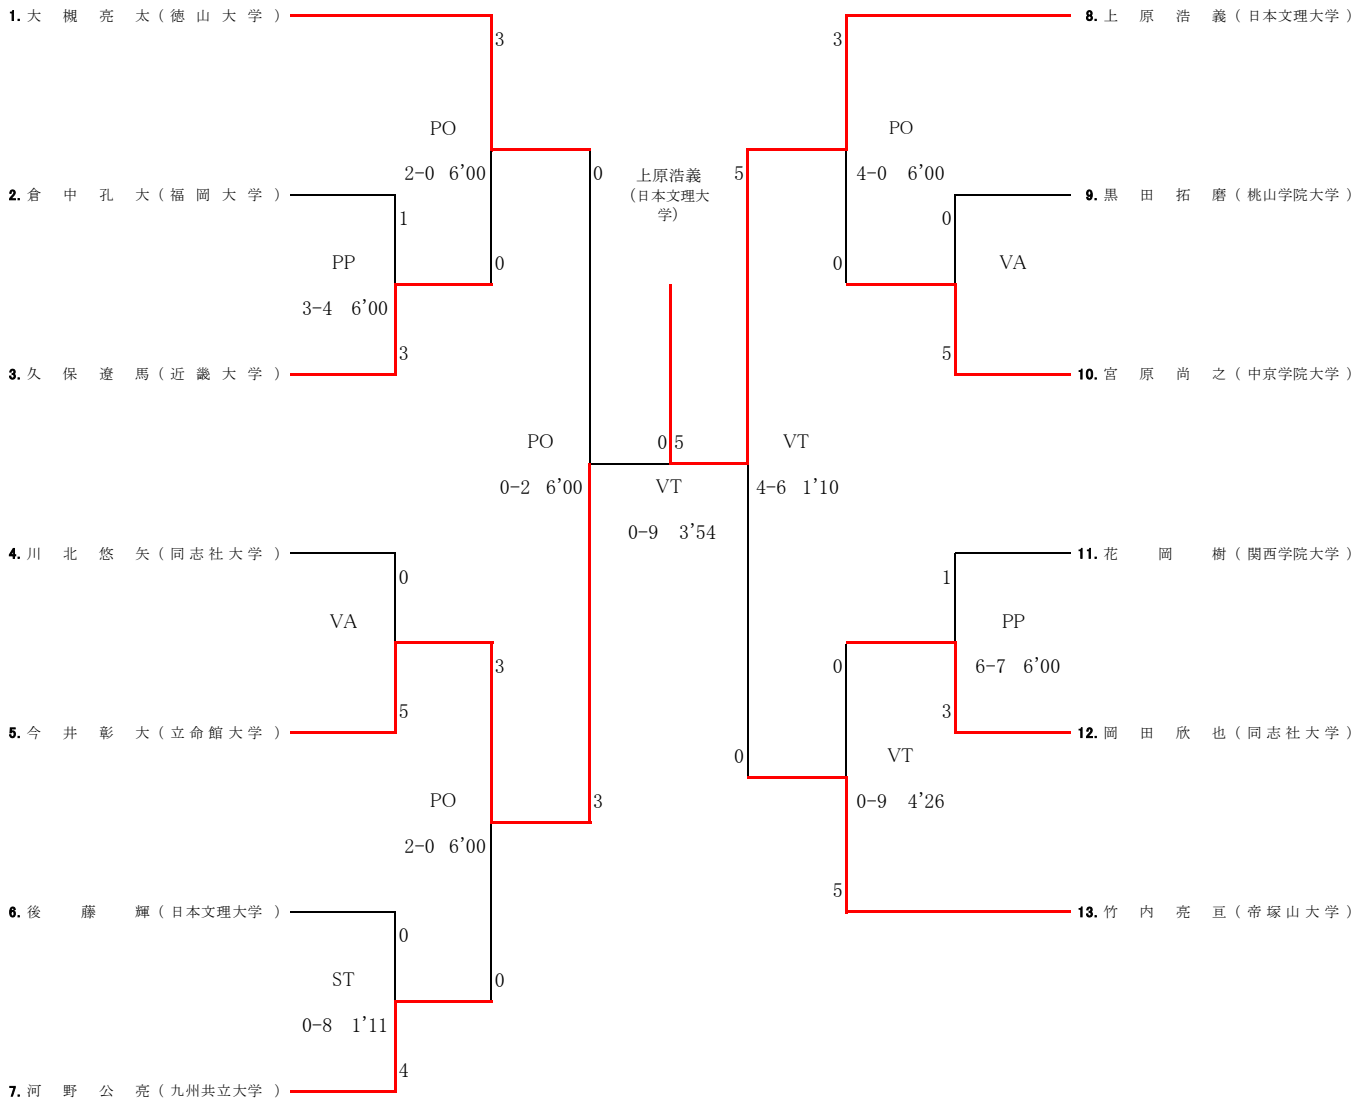 1. 大槻亮太 ( 徳山大学 )
8. 上原浩義 ( 日本文理大学 )
3
3
PO
PO
2-0 6'00
0
上原浩義
(日本文理大
学)
5
4-0 6'00
2. 倉中孔大 ( 福岡大学 )
9. 黒田拓磨 ( 桃山学院大学 )
1
0
PP
0
0
VA
3-4 6'00
3
5
3. 久保遼馬 ( 近畿大学 )
10. 宮原尚之 ( 中京学院大学 )
PO
0 5
VT
0-2 6'00
VT
4-6 1'10
0-9 3'54
4. 川北悠矢 ( 同志社大学 )
11. 花岡樹 ( 関西学院大学 )
0
1
VA
PP
3
0
6-7 6'00
5
3
5. 今井彰大 ( 立命館大学 )
12. 岡田欣也 ( 同志社大学 )
0
VT
PO
3
0-9 4'26
2-0 6'00
5
6. 後藤輝 ( 日本文理大学 )
13. 竹内亮亘 ( 帝塚山大学 )
0
ST
0
0-8 1'11
4
7. 河野公亮 ( 九州共立大学 )